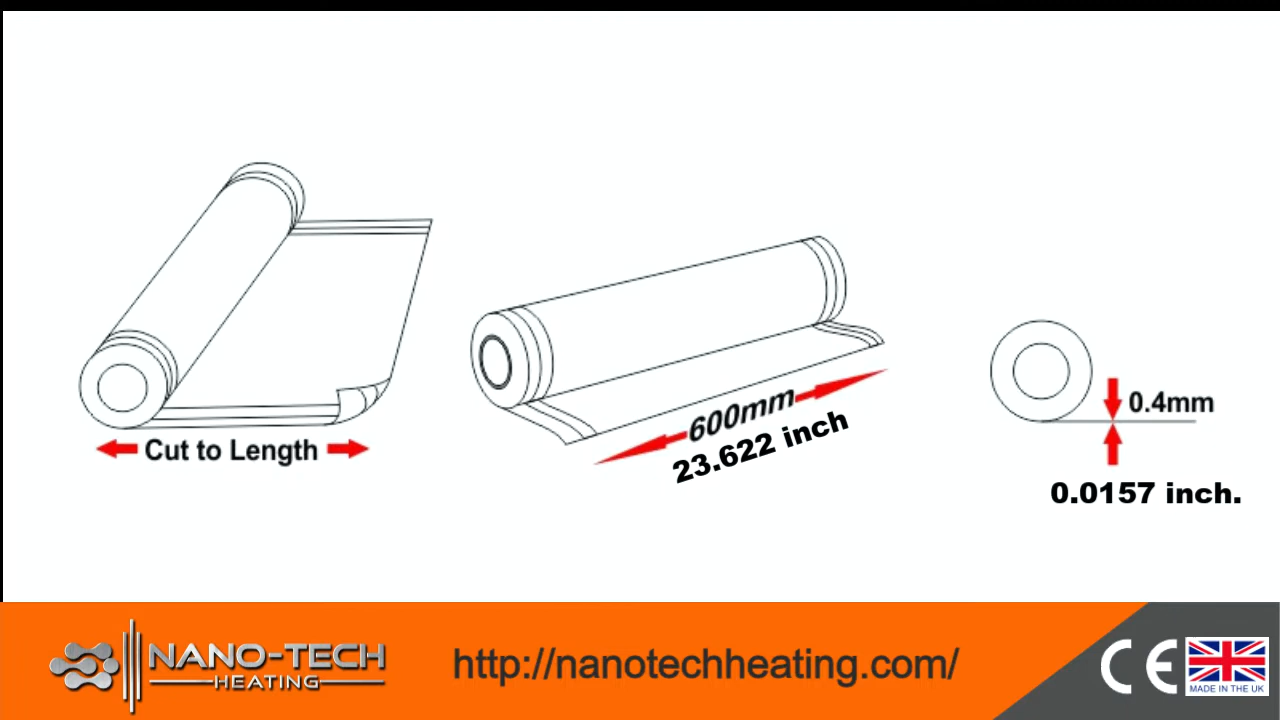 Cut to Length
600mm
23.622 inch
0.4mm
0.0157 inch.
NANO-TECH
HEATING
http://nanotechheating.com/
CE
MADE IN THE UK